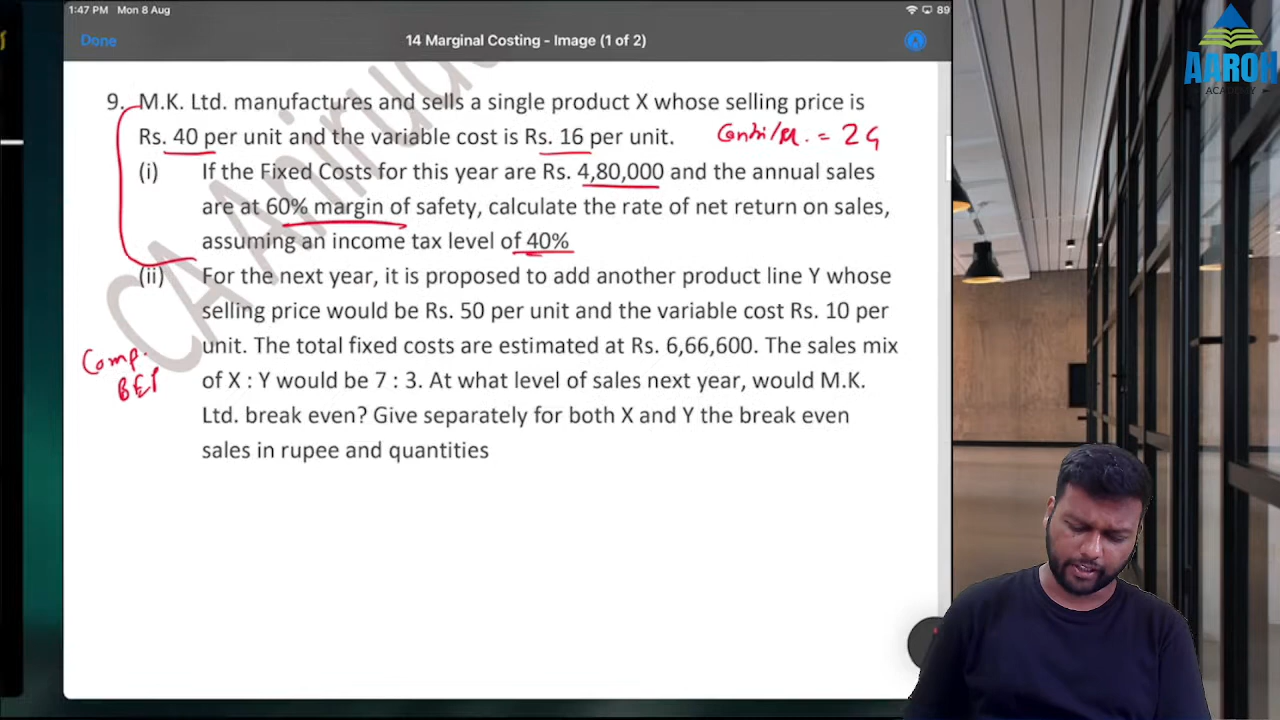 1:47 PM Mon 8 Aug
89
Done
14 Marginal Costing - Image (1 of 2)
AAROH
ACADEMY
9. M.K. Ltd. manufactures and sells a single product X whose selling price is
Rs. 40 per unit and the variable cost is Rs. 16 per unit. Contri/u. = 24
(i) If the Fixed Costs for this year are Rs. 4,80,000 and the annual sales
are at 60% margin of safety, calculate the rate of net return on sales,
assuming an income tax level of 40%
(ii) For the next year, it is proposed to add another product line Y whose
selling price would be Rs. 50 per unit and the variable cost Rs. 10 per
unit. The total fixed costs are estimated at Rs. 6,66,600. The sales mix
of X : Y would be 7 : 3. At what level of sales next year, would M.K.
Ltd. break even? Give separately for both X and Y the break even
sales in rupee and quantities
Comp.
BEP
CA Anirud